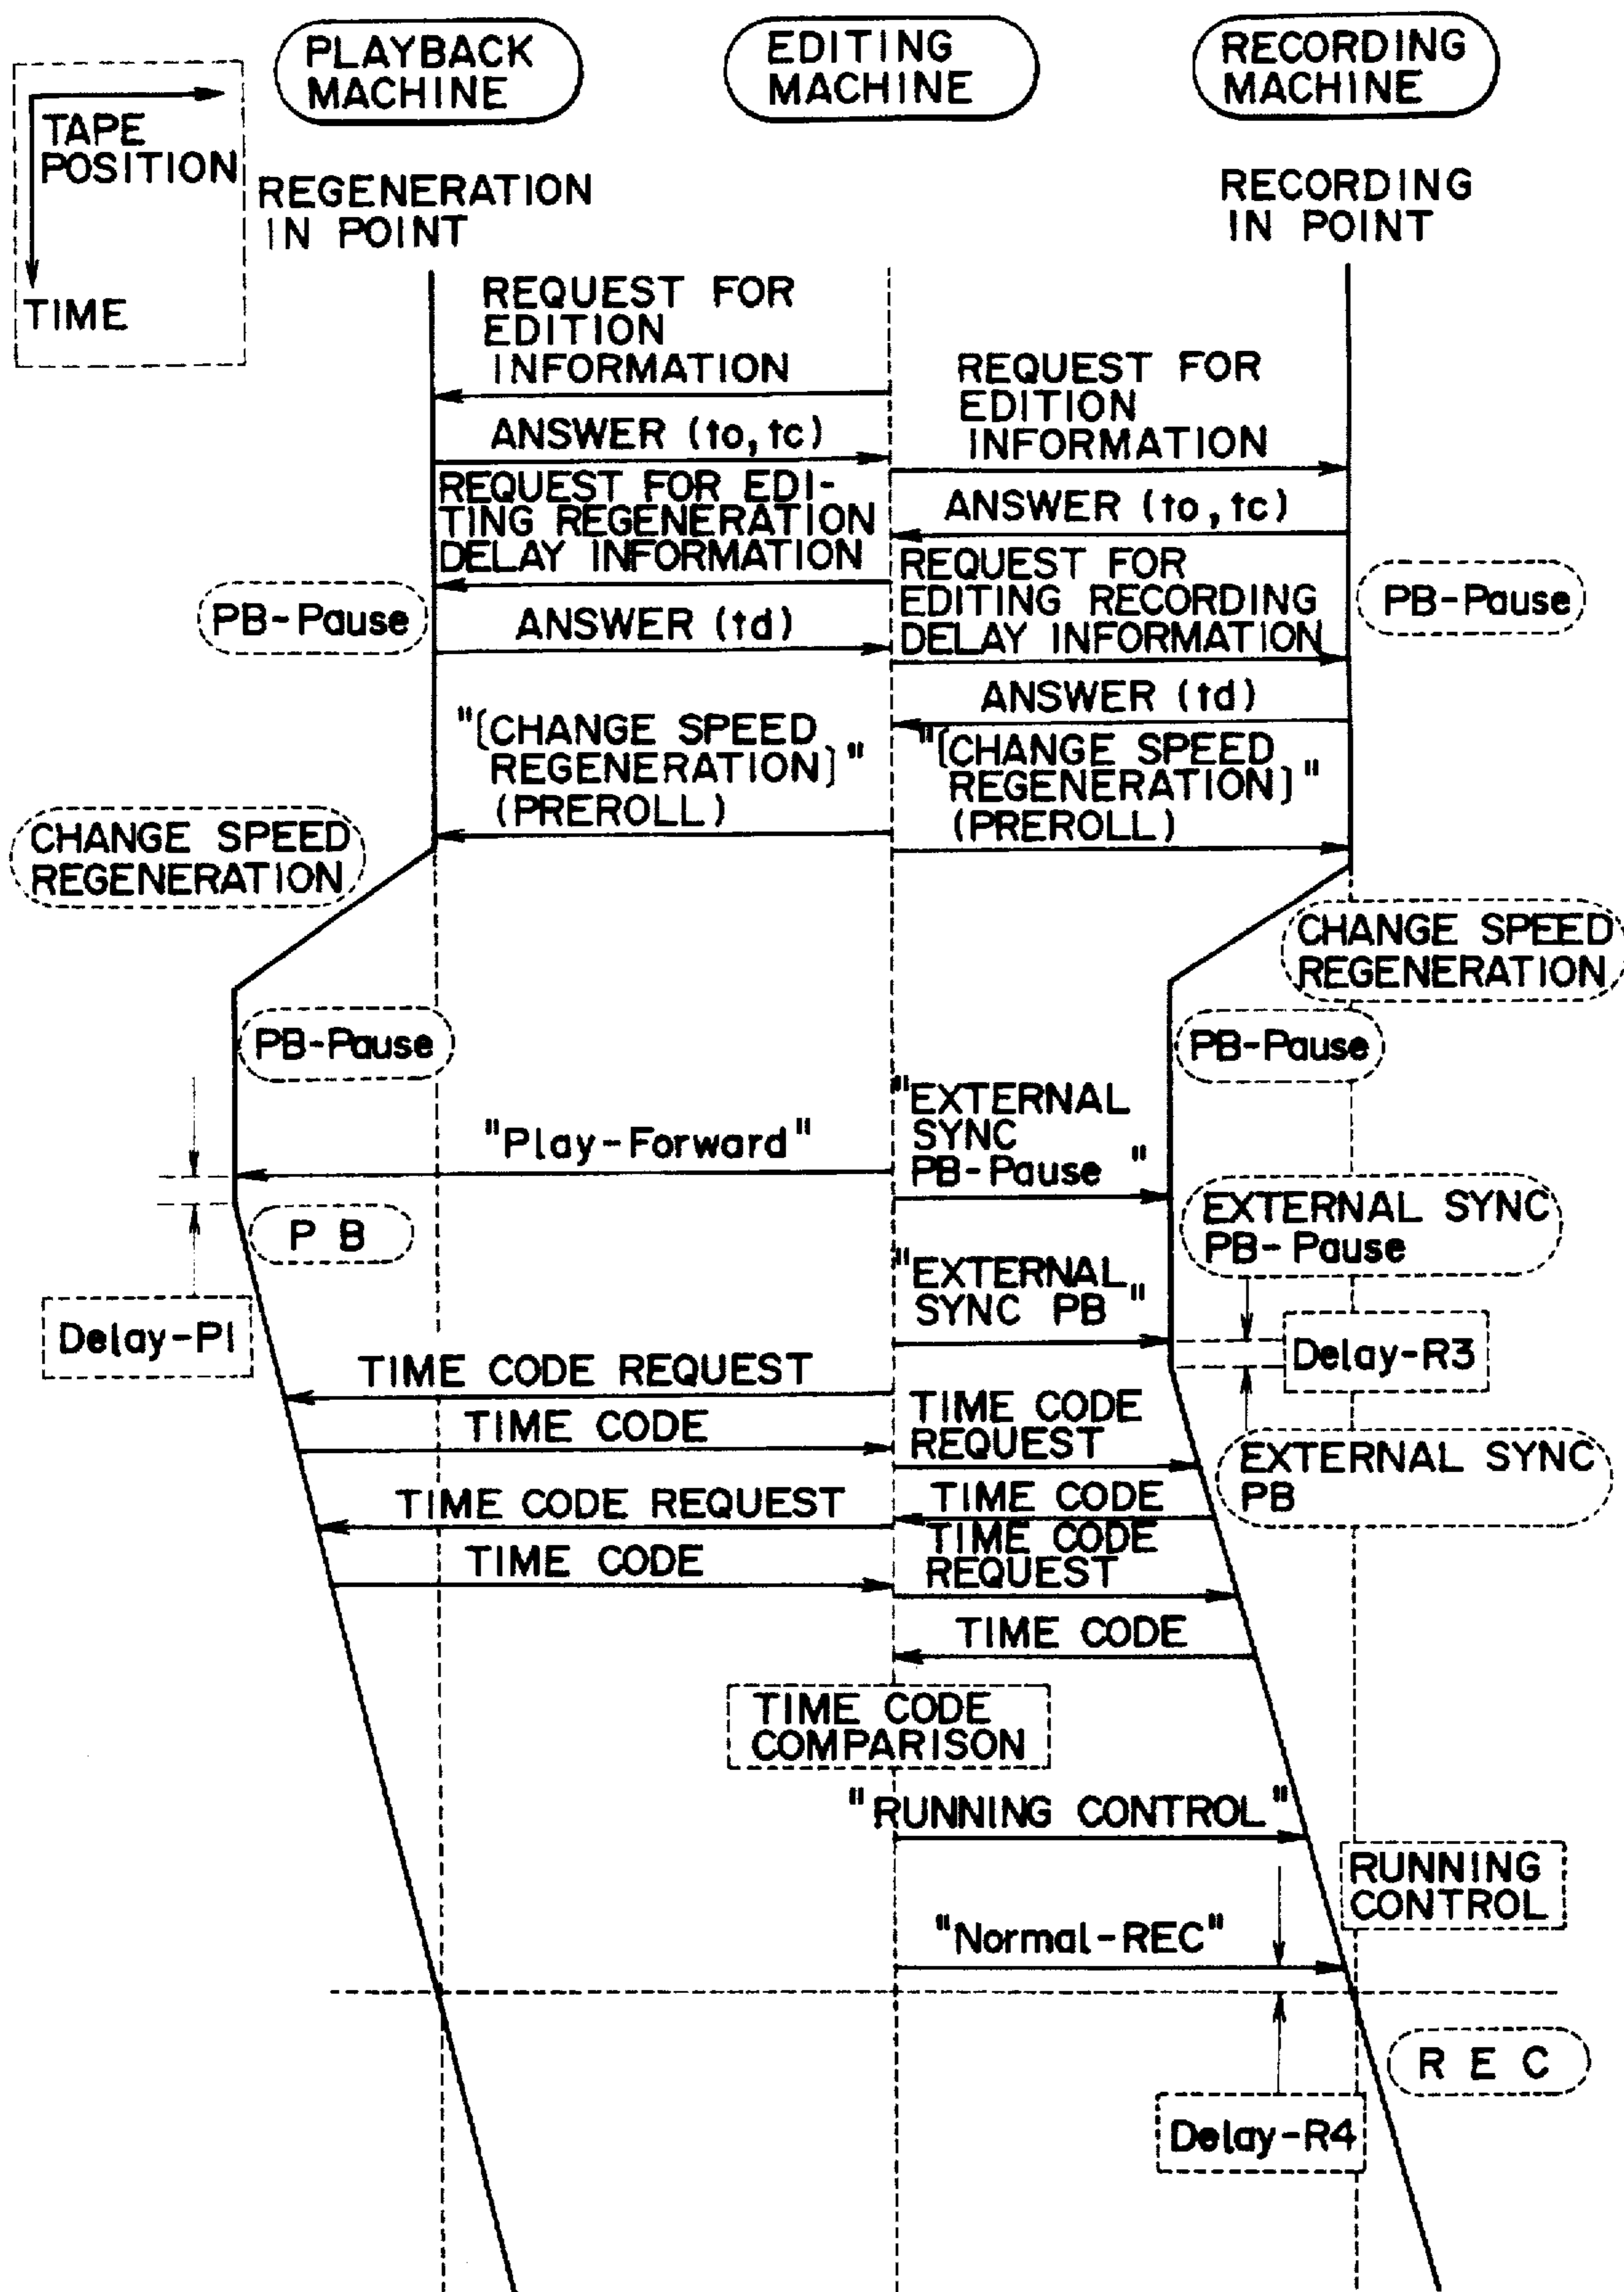 PLAYBACK
MACHINE
EDITING
MACHINE
RECORDING
MACHINE
TAPE
POSITION
TIME
REGENERATION
IN POINT
RECORDING
IN POINT
REQUEST FOR
EDITION
INFORMATION
REQUEST FOR
EDITION
INFORMATION
ANSWER (to,tc)
REQUEST FOR EDI-
TING REGENERATION
DELAY INFORMATION
ANSWER (to,tc)
REQUEST FOR
EDITING RECORDING
DELAY INFORMATION
PB-Pause
PB-Pause
ANSWER (td)
ANSWER (td)
"[CHANGE SPEED
REGENERATION]"
(PREROLL)
"[CHANGE SPEED
REGENERATION]"
(PREROLL)
CHANGE SPEED
REGENERATION
CHANGE SPEED
REGENERATION
PB-Pause
PB-Pause
"Play-Forward"
"EXTERNAL
SYNC
PB-Pause "
P B
EXTERNAL SYNC
PB-Pause
"EXTERNAL
SYNC PB "
Delay-P1
Delay-R3
TIME CODE REQUEST
TIME CODE
TIME CODE
REQUEST
EXTERNAL SYNC
PB
TIME CODE REQUEST
TIME CODE
TIME CODE
TIME CODE
REQUEST
TIME CODE
TIME CODE
COMPARISON
"RUNNING CONTROL"
RUNNING
CONTROL
"Normal-REC"
R E C
Delay-R4